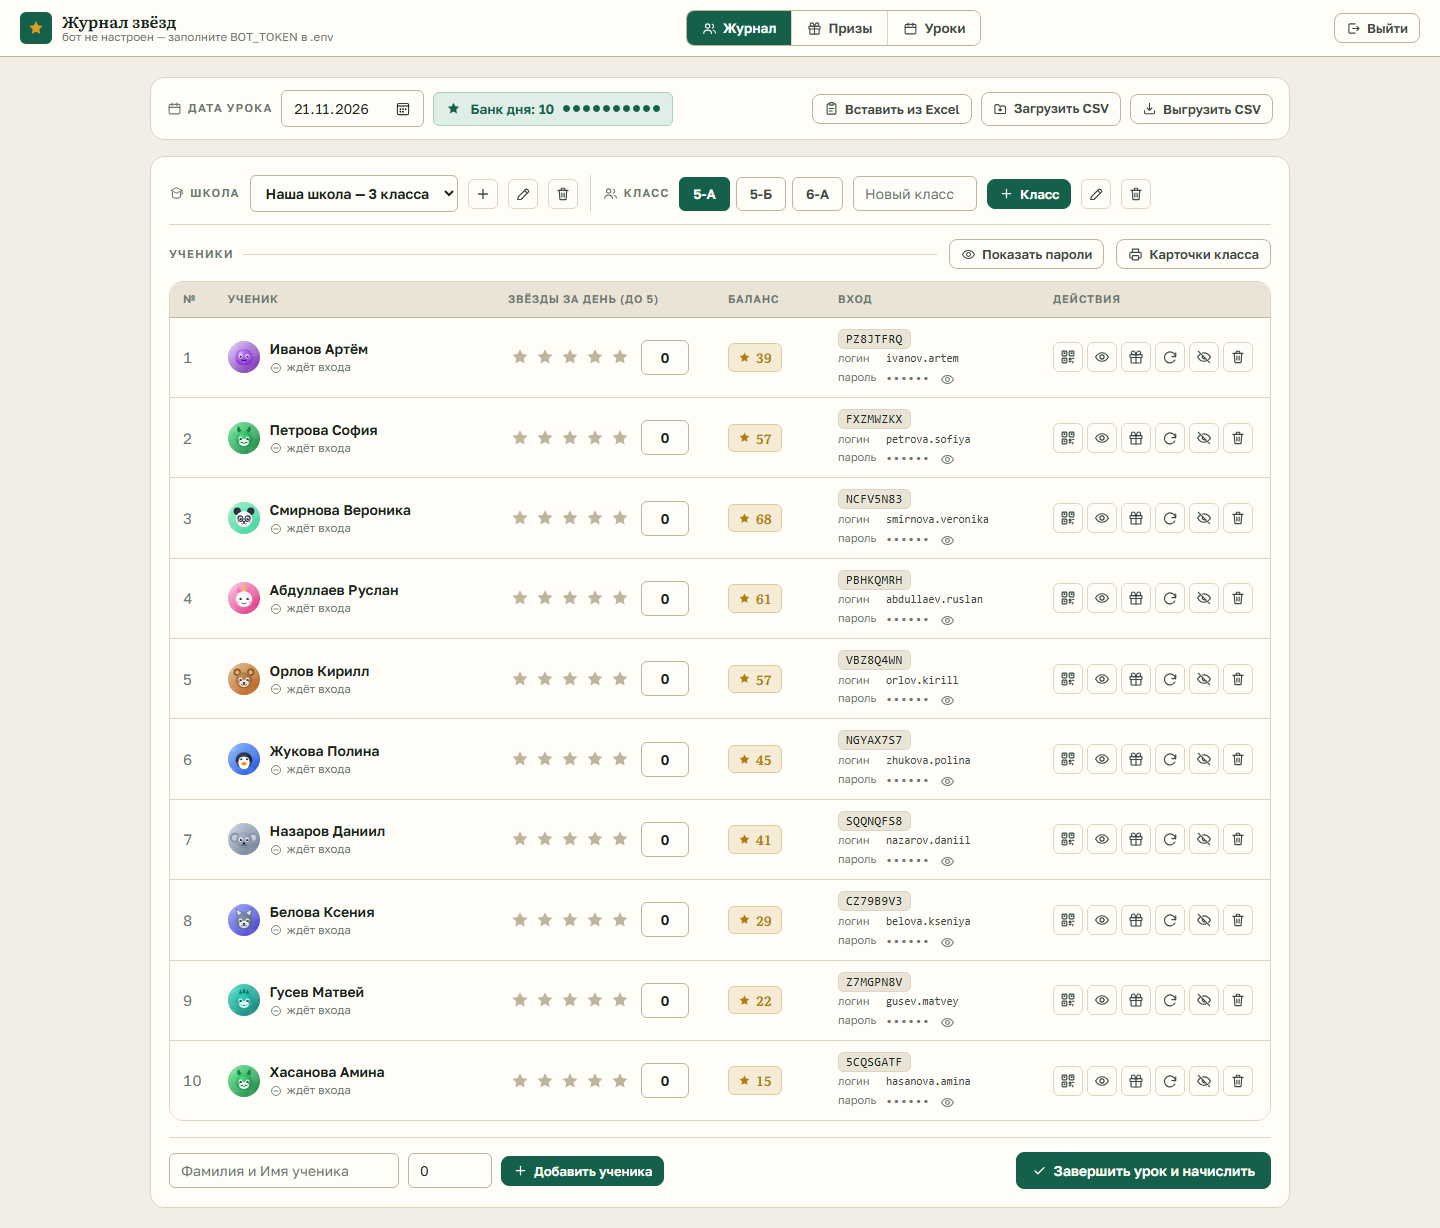 Журнал звёзд
бот не настроен — заполните BOT_TOKEN в .env
Журнал
Призы
Уроки
Выйти
ДАТА УРОКА
21.11.2026
Банк дня: 10
Вставить из Excel
Загрузить CSV
Выгрузить CSV
ШКОЛА
Наша школа — 3 класса
КЛАСС
5-А
5-Б
6-А
Новый класс
Класс
УЧЕНИКИ
Показать пароли
Карточки класса
№ УЧЕНИК ЗВЁЗДЫ ЗА ДЕНЬ (ДО 5) БАЛАНС ВХОД ДЕЙСТВИЯ
1 Иванов Артём 0 39
ждёт входа
PZ8JTFRQ
логин ivanov.artem
пароль ••••••
2 Петрова София 0 57
ждёт входа
FXZMWZKX
логин petrova.sofiya
пароль ••••••
3 Смирнова Вероника 0 68
ждёт входа
NCFV5N83
логин smirnova.veronika
пароль ••••••
4 Абдуллаев Руслан 0 61
ждёт входа
PBHKQMRH
логин abdullaev.ruslan
пароль ••••••
5 Орлов Кирилл 0 57
ждёт входа
VBZ8Q4WN
логин orlov.kirill
пароль ••••••
6 Жукова Полина 0 45
ждёт входа
NGYAX7S7
логин zhukova.polina
пароль ••••••
7 Назаров Даниил 0 41
ждёт входа
SQQNQFS8
логин nazarov.daniil
пароль ••••••
8 Белова Ксения 0 29
ждёт входа
CZ79B9V3
логин belova.kseniya
пароль ••••••
9 Гусев Матвей 0 22
ждёт входа
Z7MGPN8V
логин gusev.matvey
пароль ••••••
10 Хасанова Амина 0 15
ждёт входа
5CQSGATF
логин hasanova.amina
пароль ••••••
Фамилия и Имя ученика
0
Добавить ученика
Завершить урок и начислить